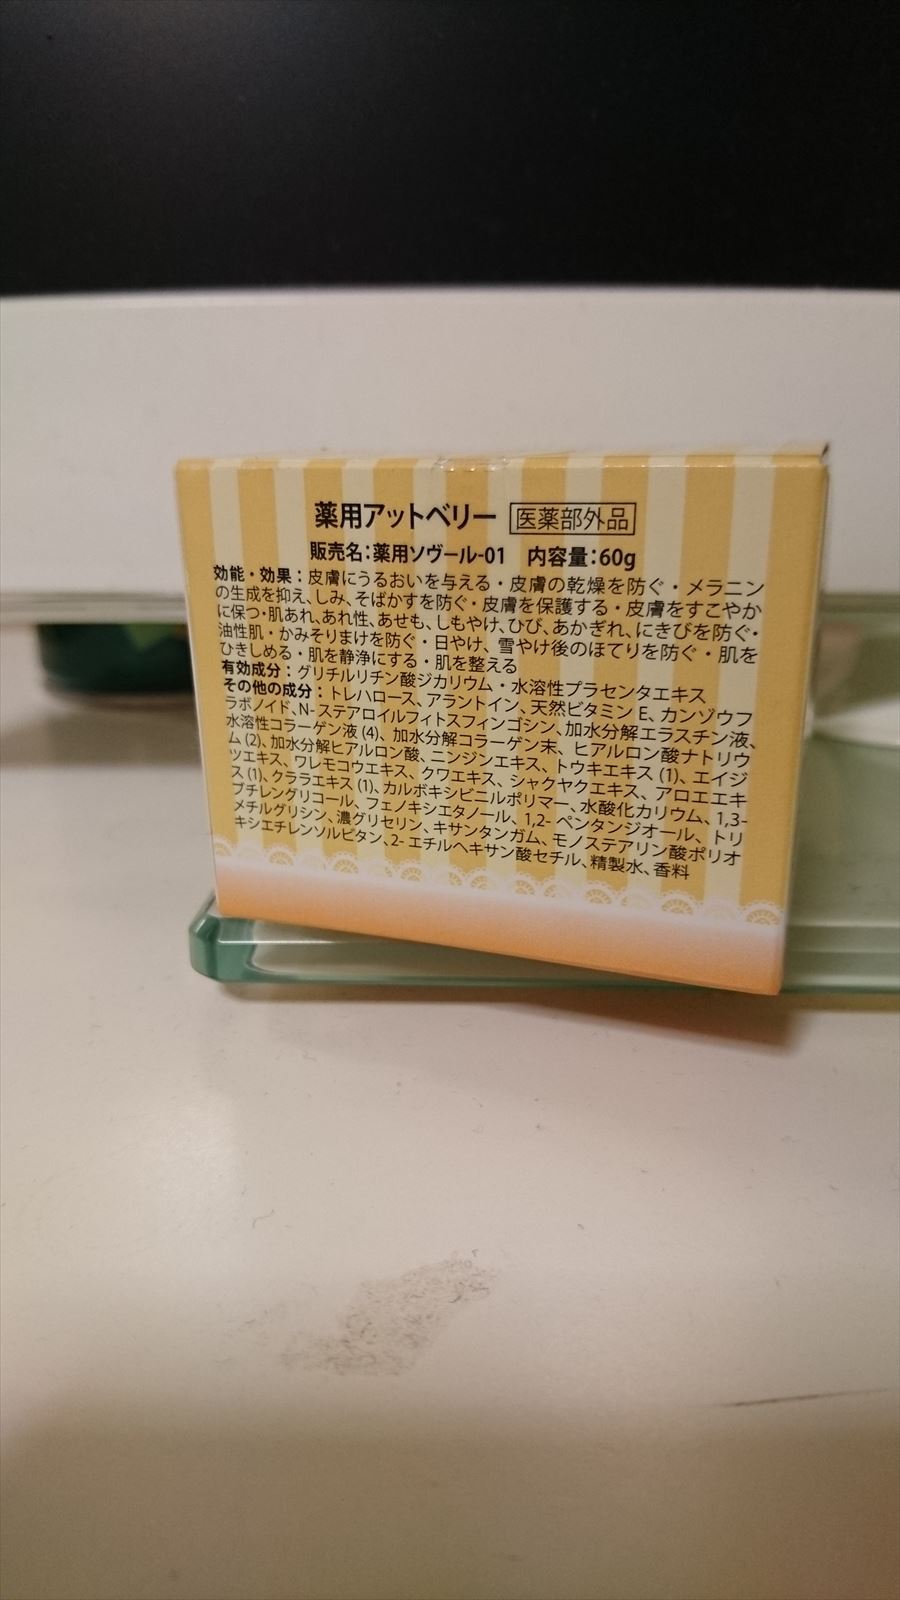 薬用アットベリー 医薬部外品
販売名：薬用ソヴール-01 内容量：60g
効能・効果：皮膚にうるおいを与える・皮膚の乾燥を防ぐ・メラニン
の生成を抑え、しみ、そばかすを防ぐ・皮膚を保護する・皮膚をすこやか
に保つ・肌あれ、あれ性、あせも、しもやけ、ひび、あかぎれ、にきびを防ぐ・
油性肌・かみそりまけを防ぐ・日やけ、雪やけ後のほてりを防ぐ・肌を
ひきしめる・肌を静浄にする・肌を整える
有効成分：グリチルリチン酸ジカリウム・水溶性プラセンタエキス
その他の成分：トレハロース、アラントイン、天然ビタミンE、カンゾウフ
ラボノイド、N-ステアロイルフィトスフィンゴシン、加水分解エラスチン液、
水溶性コラーゲン液(4)、加水分解コラーゲン末、ヒアルロン酸ナトリウ
ム(2)、加水分解ヒアルロン酸、ニンジンエキス、トウキエキス(1)、エイジ
ツエキス、ワレモコウエキス、クワエキス、シャクヤクエキス、アロエエキ
ス(1)、クララエキス(1)、カルボキシビニルポリマー、水酸化カリウム、1,3-
ブチレングリコール、フェノキシエタノール、1,2-ペンタンジオール、トリ
メチルグリシン、濃グリセリン、キサンタンガム、モノステアリン酸ポリオ
キシエチレンソルビタン、2-エチルヘキサン酸セチル、精製水、香料